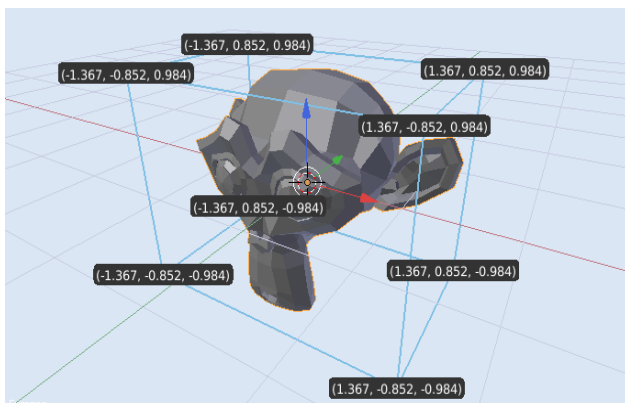 (-1.367, 0.852, 0.984)
(-1.367, -0.852, 0.984)
(1.367, 0.852, 0.984)
(1.367, -0.852, 0.984)
(-1.367, 0.852, -0.984)
(-1.367, -0.852, -0.984)
(1.367, 0.852, -0.984)
(1.367, -0.852, -0.984)